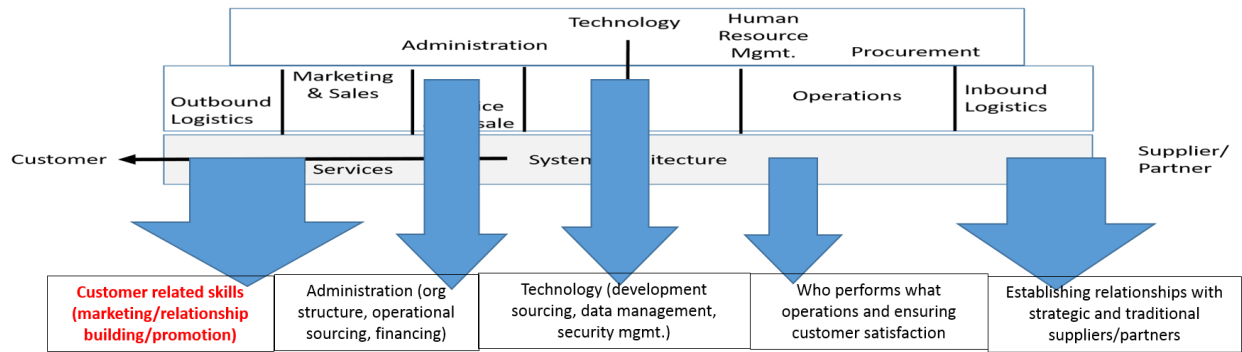 Technology
Human
Resource
Mgmt.
Administration
Procurement
Marketing
& Sales
Outbound
Logistics
Operations
Inbound
Logistics
Customer
Services
Supplier/
Partner
Customer related skills
(marketing/relationship
building/promotion)
Administration (org
structure, operational
sourcing, financing)
Technology (development
sourcing, data management,
security mgmt.)
Who performs what
operations and ensuring
customer satisfaction
Establishing relationships with
strategic and traditional
suppliers/partners